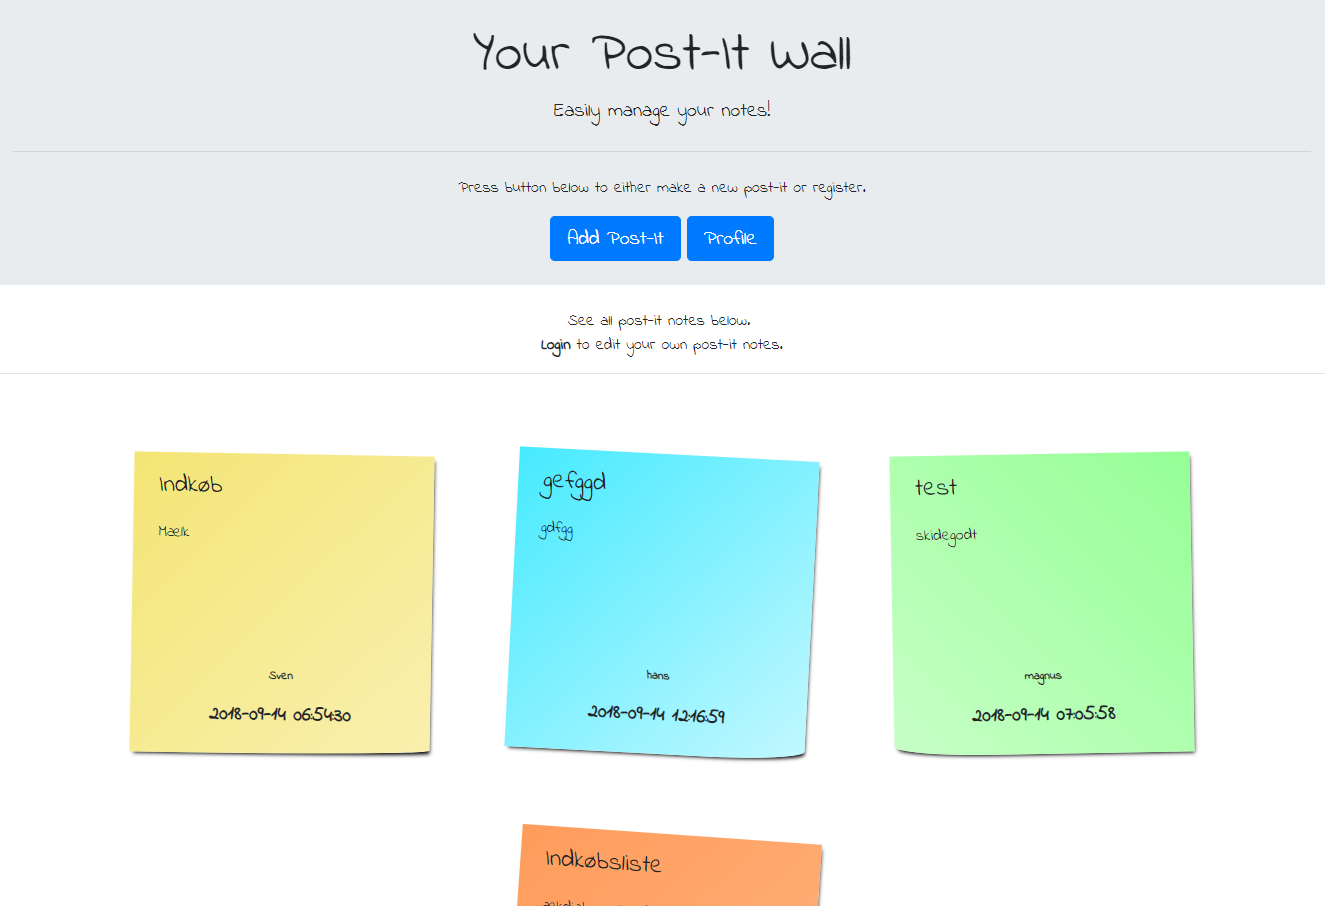 Your Post-It Wall
Easily manage your notes!
Press button below to either make a new post-it or register.
Add Post-It
Profile
See all post-it notes below.
Login to edit your own post-it notes.
Indkøb
Maelk
Sven
2018-09-14 06:54:30
gefggd
gdfgg
hans
2018-09-14 12:16:59
test
skidegodt
magnus
2018-09-14 07:05:58
Indkøbsliste